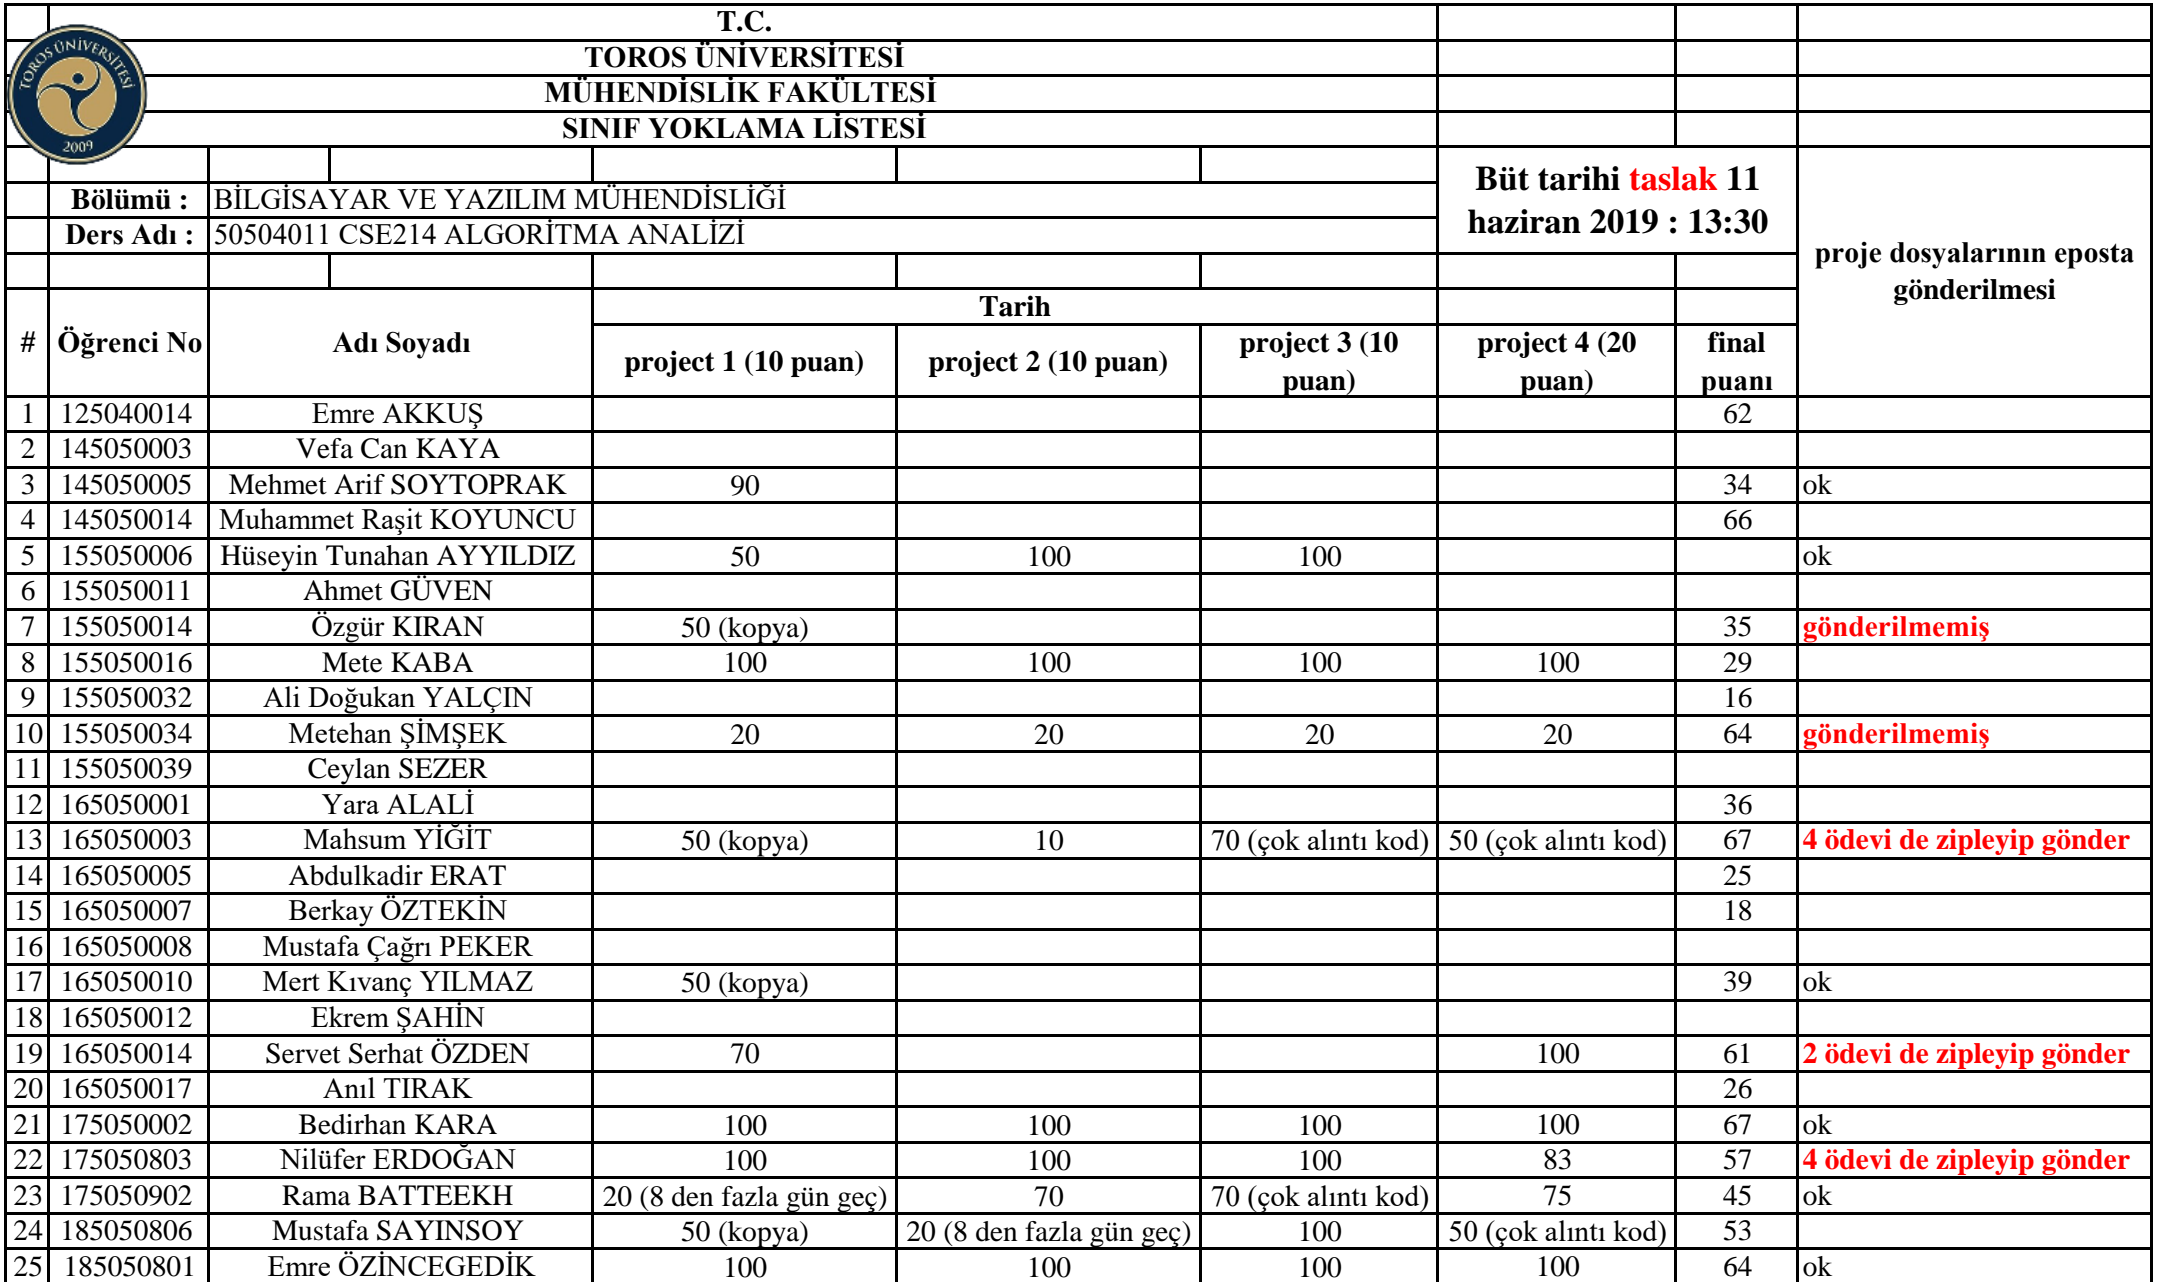 T.C.
TOROS ÜNİVERSİTESİ
MÜHENDİSLİK FAKÜLTESİ
SINIF YOKLAMA LİSTESİ
TOROS ÜNİVERSİTESİ
2009
Bölümü : BİLGİSAYAR VE YAZILIM MÜHENDİSLİĞİ
Ders Adı : 50504011 CSE214 ALGORİTMA ANALİZİ
Büt tarihi taslak 11
haziran 2019 : 13:30
proje dosyalarının eposta
gönderilmesi
Tarih
# Öğrenci No Adı Soyadı project 1 (10 puan) project 2 (10 puan) project 3 (10 puan) project 4 (20 puan) final puanı
1 125040014 Emre AKKUŞ 62
2 145050003 Vefa Can KAYA
3 145050005 Mehmet Arif SOYTOPRAK 90 34 ok
4 145050014 Muhammet Raşit KOYUNCU 66
5 155050006 Hüseyin Tunahan AYYILDIZ 50 100 100 ok
6 155050011 Ahmet GÜVEN
7 155050014 Özgür KIRAN 50 (kopya) 35 gönderilmemiş
8 155050016 Mete KABA 100 100 100 100 29
9 155050032 Ali Doğukan YALÇIN 16
10 155050034 Metehan ŞİMŞEK 20 20 20 20 64 gönderilmemiş
11 155050039 Ceylan SEZER
12 165050001 Yara ALALİ 36
13 165050003 Mahsum YİĞİT 50 (kopya) 10 70 (çok alıntı kod) 50 (çok alıntı kod) 67 4 ödevi de zipleyip gönder
14 165050005 Abdulkadir ERAT 25
15 165050007 Berkay ÖZTEKİN 18
16 165050008 Mustafa Çağrı PEKER
17 165050010 Mert Kıvanç YILMAZ 50 (kopya) 39 ok
18 165050012 Ekrem ŞAHİN
19 165050014 Servet Serhat ÖZDEN 70 100 61 2 ödevi de zipleyip gönder
20 165050017 Anıl TIRAK 26
21 175050002 Bedirhan KARA 100 100 100 100 67 ok
22 175050803 Nilüfer ERDOĞAN 100 100 100 83 57 4 ödevi de zipleyip gönder
23 175050902 Rama BATTEEKH 20 (8 den fazla gün geç) 70 70 (çok alıntı kod) 75 45 ok
24 185050806 Mustafa SAYINSOY 50 (kopya) 20 (8 den fazla gün geç) 100 50 (çok alıntı kod) 53
25 185050801 Emre ÖZİNCEGEDİK 100 100 100 100 64 ok